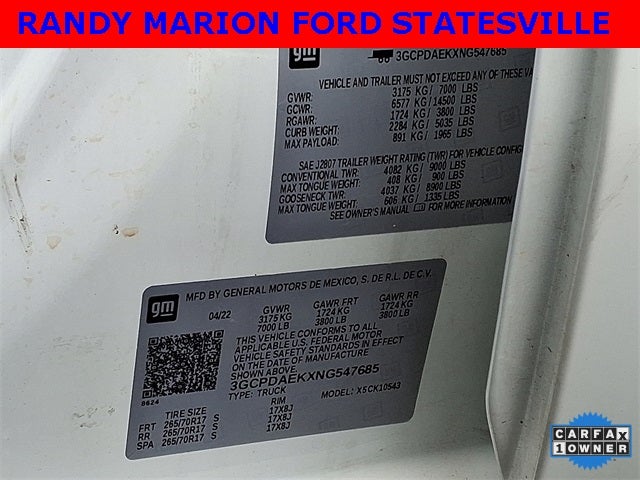 RANDY MARION FORD STATESVILLE
gm
3GCPDAEKXNG547685
VEHICLE AND TRAILER MUST NOT EXCEED ANY OF THESE VA
GVWR: 3175 KG / 7000 LBS
GCWR: 6577 KG / 14500 LBS
RGAWR: 1724 KG / 3800 LBS
CURB WEIGHT: 2284 KG / 5035 LBS
MAX PAYLOAD: 891 KG / 1965 LBS
SAE J2807 TRAILER WEIGHT RATING (TWR) FOR VEHICLE CONFIG
CONVENTIONAL TWR: 4082 KG / 9000 LBS
MAX TONGUE WEIGHT: 408 KG / 900 LBS
GOOSENECK TWR: 4037 KG / 8900 LBS
MAX TONGUE WEIGHT: 606 KG / 1335 LBS
SEE OWNER'S MANUAL FOR MORE INFORMATION
gm
MFD BY GENERAL MOTORS DE MEXICO, S. DE R.L. DE C.V.
04/22 GVWR GAWR FRT GAWR RR
3175 KG 1724 KG 1724 KG
7000 LB 3800 LB 3800 LB
THIS VEHICLE CONFORMS TO ALL
APPLICABLE U.S. FEDERAL MOTOR
VEHICLE SAFETY STANDARDS IN
EFFECT ON THE DATE OF MANUFACTURE
SHOWN ABOVE.
3GCPDAEKXNG547685
TYPE: TRUCK MODEL: X5CK10543
8624
TIRE SIZE RIM
FRT 265/70R17 S 17X8J
RR 265/70R17 S 17X8J
SPA 265/70R17 S 17X8J
CARFAX
1 OWNER